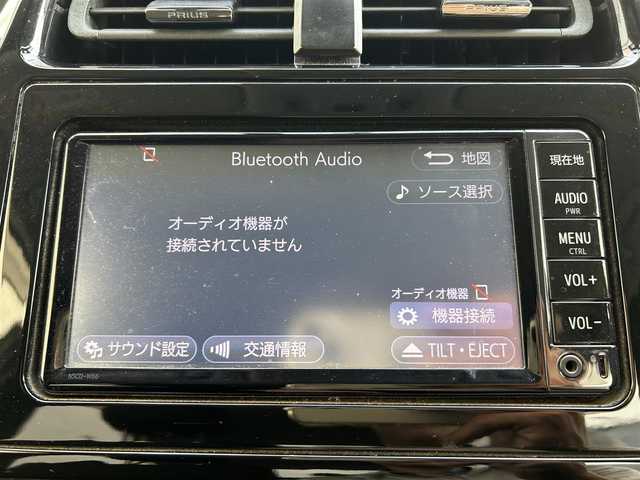 PRIUS
PRIUS
Bluetooth Audio
地図
ソース選択
オーディオ機器が
接続されていません
オーディオ機器
機器接続
サウンド設定
交通情報
TILT・EJECT
現在地
AUDIO
PWR
MENU
CTRL
VOL+
VOL-
NSCD-W66